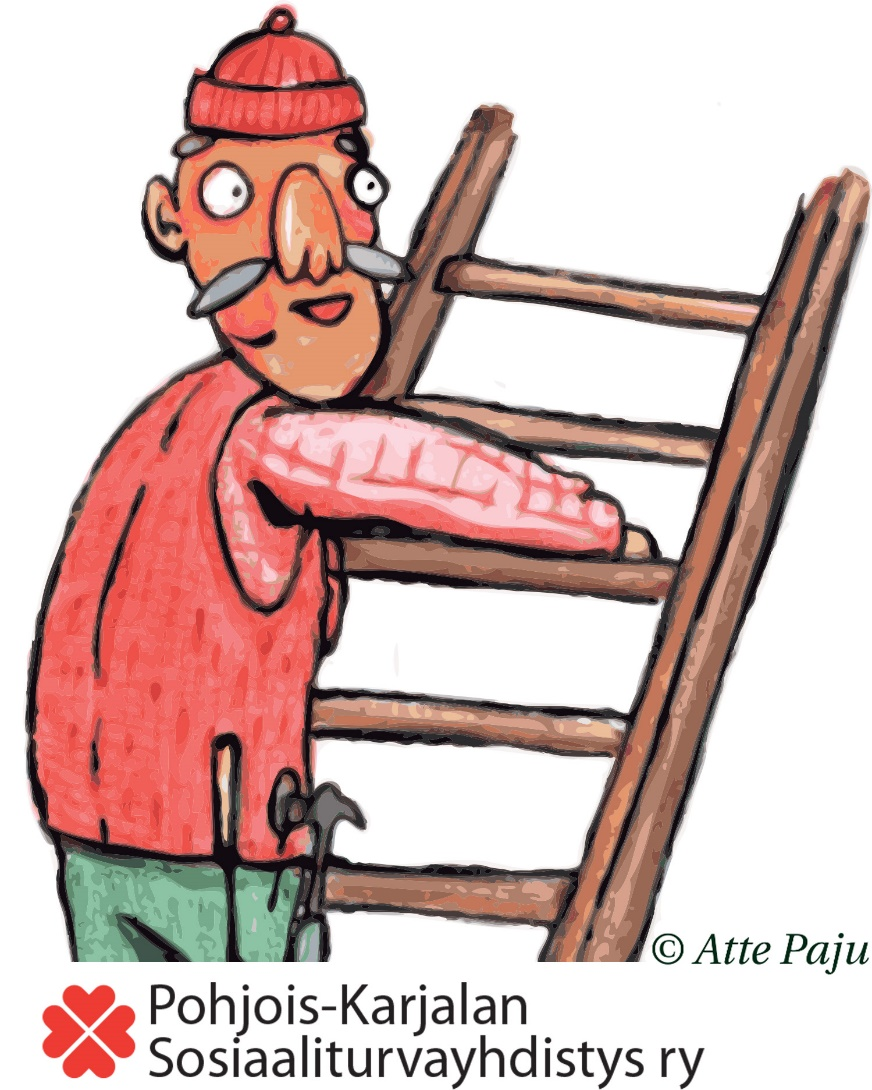 © Atte Paju
Pohjois-Karjalan
Sosiaaliturvayhdistys ry